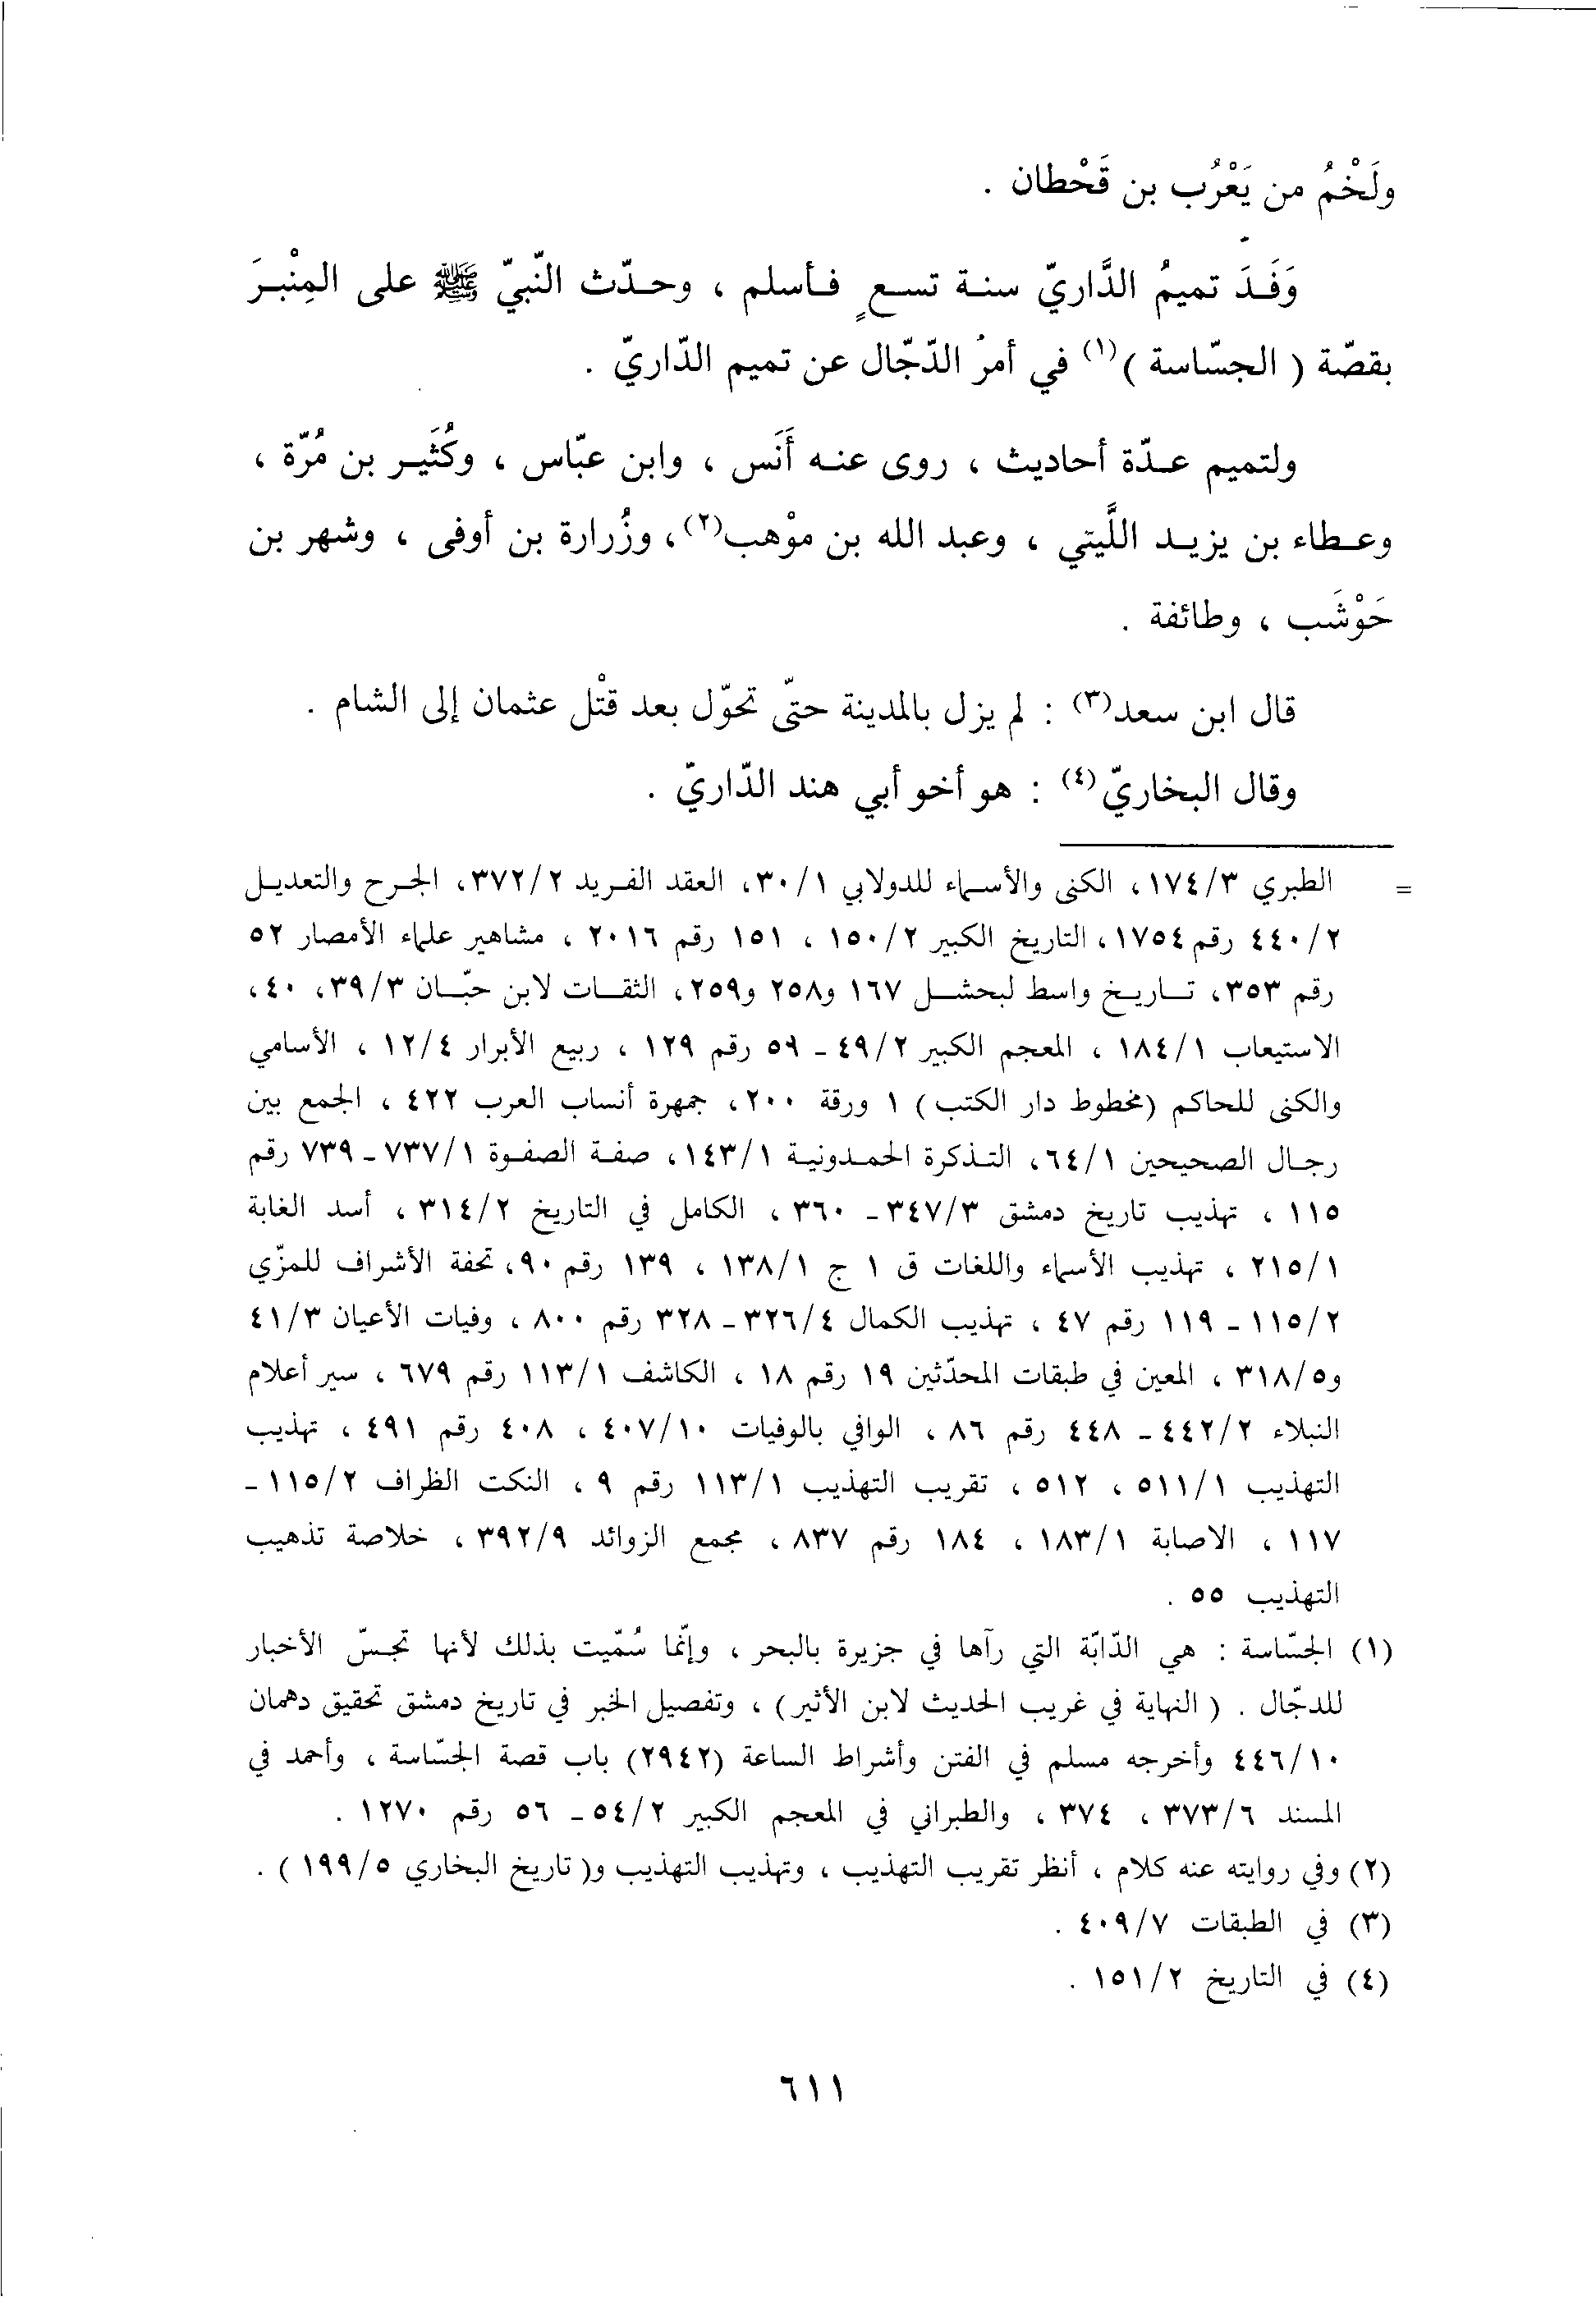 ولَخْمُ من يَعْرُب بن قَحْطان .
وَفَدَ تميمُ الدَّاريّ سنة تسعٍ فأسلم ، وحدّث النّبيّ ﷺ على المِنْبرَ
بقصّة ( الجسّاسة )(١) في أمرُ الدّجّال عن تميم الدّاريّ .
ولتميم عدّة أحاديث ، روى عنه أَنَس ، وابن عبّاس ، وكُثَير بن مُرّة ،
وعطاء بن يزيد اللَّيثي ، وعبد الله بن موْهب(٢)، وزُرارة بن أوفى ، وشهر بن
حَوْشَب ، وطائفة .
قال ابن سعد(٣) : لم يزل بالمدينة حتّى تحوّل بعد قتْل عثمان إلى الشام .
وقال البخاريّ(٤) : هو أخو أبي هند الدّاريّ .
= الطبري ١٧٤/٣ ، الكنى والأسماء للدولابي ٣٠/١، العقد الفريد ٣٧٢/٢، الجرح والتعديل
٤٤٠/٢ رقم ١٧٥٤، التاريخ الكبير ١٥٠/٢ ، ١٥١ رقم ٢٠١٦ ، مشاهير علماء الأمصار ٥٢
رقم ٣٥٣، تاريخ واسط لبحشل ١٦٧ و٢٥٨ و٢٥٩، الثقات لابن حبّان ٣٩/٣، ٤٠،
الاستيعاب ١٨٤/١ ، المعجم الكبير ٤٩/٢ - ٥٩ رقم ١٢٩ ، ربيع الأبرار ١٢/٤ ، الأسامي
والكنى للحاكم (مخطوط دار الكتب ) ١ ورقة ٢٠٠، جمهرة أنساب العرب ٤٢٢ ، الجمع بين
رجال الصحيحين ٦٤/١، التذكرة الحمدونية ١٤٣/١، صفة الصفوة ٧٣٧/١ - ٧٣٩ رقم
١١٥ ، تهذيب تاريخ دمشق ٣٤٧/٣ - ٣٦٠ ، الكامل في التاريخ ٣١٤/٢ ، أسد الغابة
٢١٥/١ ، تهذيب الأسماء واللغات ق ١ ج ١٣٨/١ ، ١٣٩ رقم ٩٠، تحفة الأشراف للمزّي
١١٥/٢ - ١١٩ رقم ٤٧ ، تهذيب الكمال ٣٢٦/٤ - ٣٢٨ رقم ٨٠٠ ، وفيات الأعيان ٤١/٣
و٣١٨/٥ ، المعين في طبقات المحدّثين ١٩ رقم ١٨ ، الكاشف ١١٣/١ رقم ٦٧٩ ، سير أعلام
النبلاء ٤٤٢/٢ - ٤٤٨ رقم ٨٦ ، الوافي بالوفيات ٤٠٧/١٠ ، ٤٠٨ رقم ٤٩١ ، تهذيب
التهذيب ٥١١/١ ، ٥١٢ ، تقريب التهذيب ١١٣/١ رقم ٩ ، النكت الظراف ١١٥/٢ -
١١٧ ، الاصابة ١٨٣/١ ، ١٨٤ رقم ٨٣٧ ، مجمع الزوائد ٣٩٢/٩ ، خلاصة تذهيب
التهذيب ٥٥ .
(١) الجسّاسة : هي الدّابّة التي رآها في جزيرة بالبحر ، وإنّما سُمّيت بذلك لأنها تجسّ الأخبار
للدجّال . ( النهاية في غريب الحديث لابن الأثير ) ، وتفصيل الخبر في تاريخ دمشق تحقيق دهمان
٤٤٦/١٠ وأخرجه مسلم في الفتن وأشراط الساعة (٢٩٤٢) باب قصة الجسّاسة ، وأحمد في
المسند ٣٧٣/٦ ، ٣٧٤ ، والطبراني في المعجم الكبير ٥٤/٢ - ٥٦ رقم ١٢٧٠ .
(٢) وفي روايته عنه كلام ، أنظر تقريب التهذيب ، وتهذيب التهذيب و( تاريخ البخاري ١٩٩/٥ ) .
(٣) في الطبقات ٤٠٩/٧ .
(٤) في التاريخ ١٥١/٢ .
٦١١